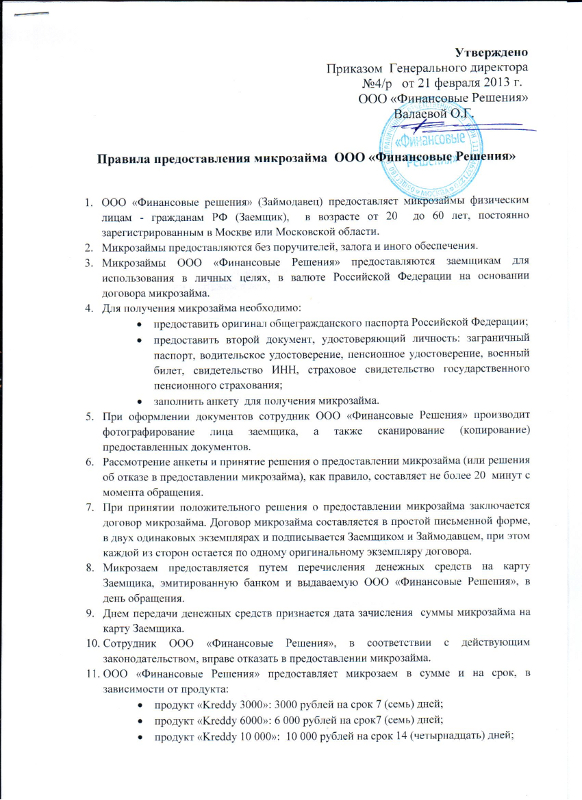 Утверждено
Приказом Генерального директора
№4/р от 21 февраля 2013 г.
ООО «Финансовые Решения»
Валаевой О.Г.
«Финансовые
Решения»
Правила предоставления микрозайма ООО «Финансовые Решения»
1. ООО «Финансовые решения» (Займодавец) предоставляет микрозаймы физическим
лицам - гражданам РФ (Заемщик), в возрасте от 20 до 60 лет, постоянно
зарегистрированным в Москве или Московской области.
2. Микрозаймы предоставляются без поручителей, залога и иного обеспечения.
3. Микрозаймы ООО «Финансовые Решения» предоставляются заемщикам для
использования в личных целях, в валюте Российской Федерации на основании
договора микрозайма.
4. Для получения микрозайма необходимо:
• предоставить оригинал общегражданского паспорта Российской Федерации;
• предоставить второй документ, удостоверяющий личность: заграничный
паспорт, водительское удостоверение, пенсионное удостоверение, военный
билет, свидетельство ИНН, страховое свидетельство государственного
пенсионного страхования;
• заполнить анкету для получения микрозайма.
5. При оформлении документов сотрудник ООО «Финансовые Решения» производит
фотографирование лица заемщика, а также сканирование (копирование)
предоставленных документов.
6. Рассмотрение анкеты и принятие решения о предоставлении микрозайма (или решения
об отказе в предоставлении микрозайма), как правило, составляет не более 20 минут с
момента обращения.
7. При принятии положительного решения о предоставлении микрозайма заключается
договор микрозайма. Договор микрозайма составляется в простой письменной форме,
в двух одинаковых экземплярах и подписывается Заемщиком и Займодавцем, при этом
каждой из сторон остается по одному оригинальному экземпляру договора.
8. Микрозаем предоставляется путем перечисления денежных средств на карту
Заемщика, эмитированную банком и выдаваемую ООО «Финансовые Решения», в
день обращения.
9. Днем передачи денежных средств признается дата зачисления суммы микрозайма на
карту Заемщика.
10. Сотрудник ООО «Финансовые Решения», в соответствии с действующим
законодательством, вправе отказать в предоставлении микрозайма.
11. ООО «Финансовые Решения» предоставляет микрозаем в сумме и на срок, в
зависимости от продукта:
• продукт «Kreddy 3000»: 3000 рублей на срок 7 (семь) дней;
• продукт «Kreddy 6000»: 6 000 рублей на срок7 (семь) дней;
• продукт «Kreddy 10 000»: 10 000 рублей на срок 14 (четырнадцать) дней;